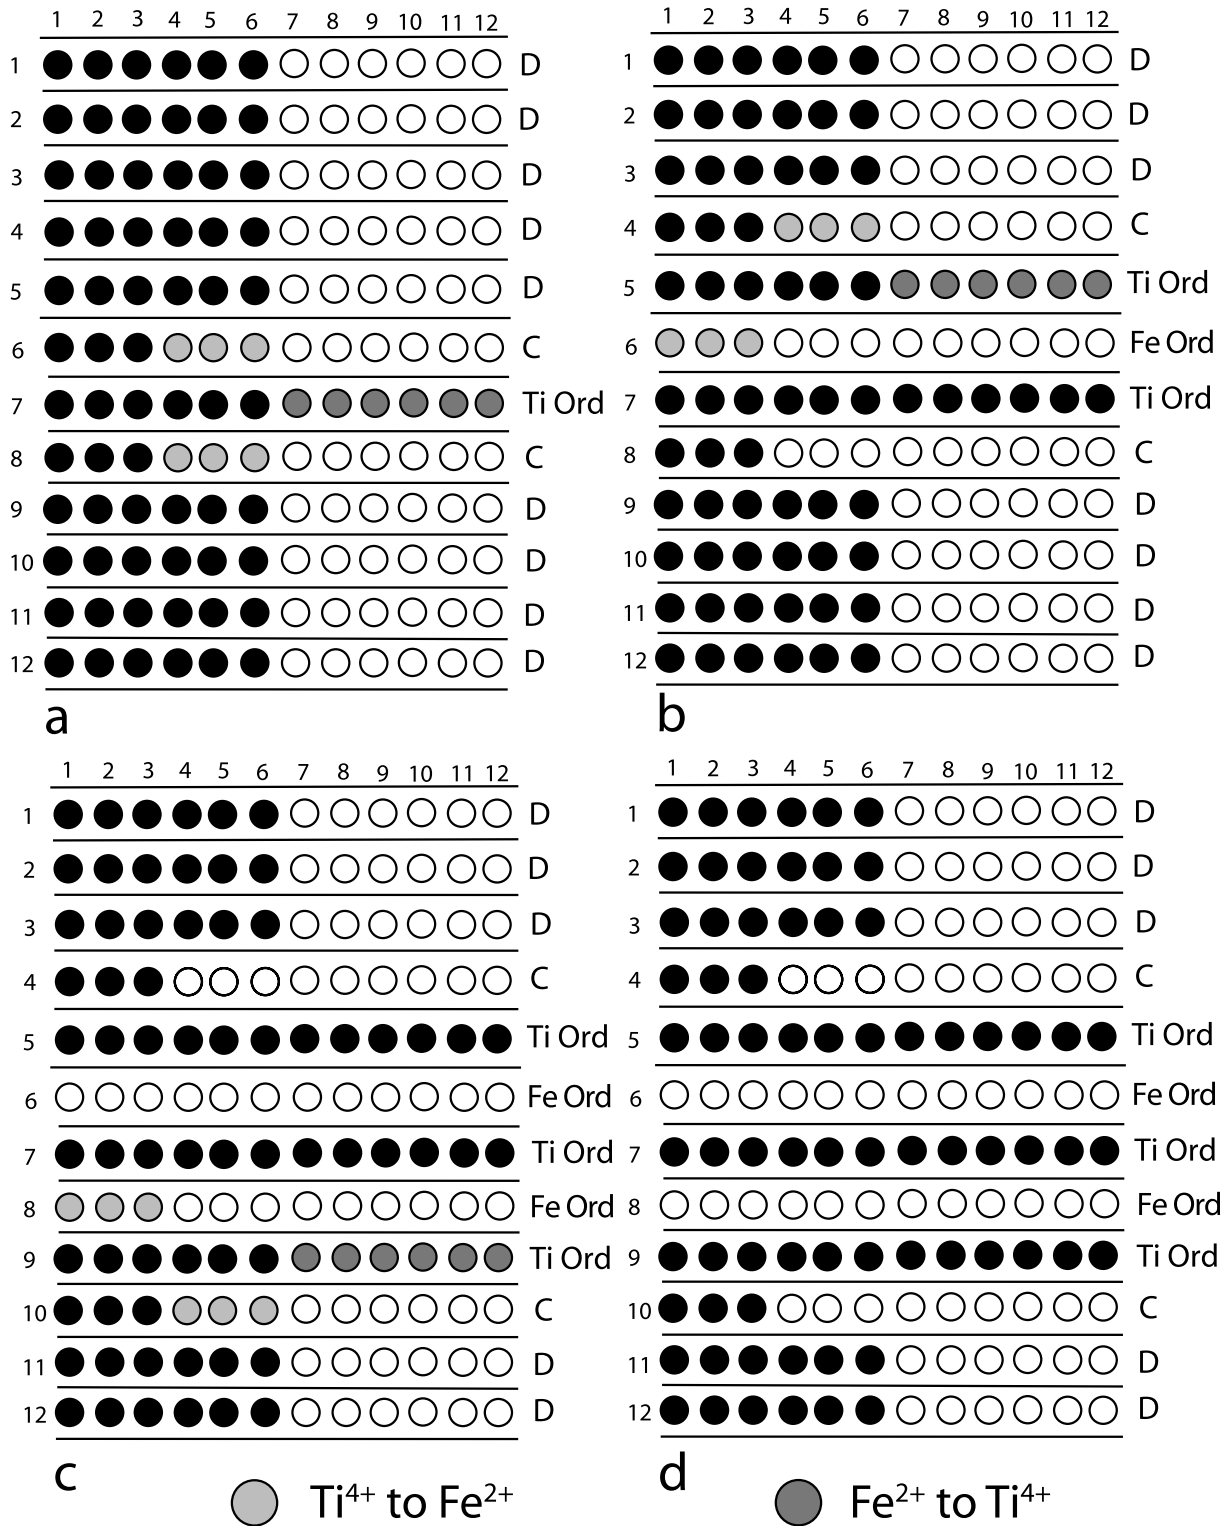 1 2 3 4 5 6 7 8 9 10 11 12
1 D
2 D
3 D
4 D
5 D
6 C
7 Ti Ord
8 C
9 D
10 D
11 D
12 D
a
1 2 3 4 5 6 7 8 9 10 11 12
1 D
2 D
3 D
4 C
5 Ti Ord
6 Fe Ord
7 Ti Ord
8 C
9 D
10 D
11 D
12 D
b
1 2 3 4 5 6 7 8 9 10 11 12
1 D
2 D
3 D
4 C
5 Ti Ord
6 Fe Ord
7 Ti Ord
8 Fe Ord
9 Ti Ord
10 C
11 D
12 D
c
1 2 3 4 5 6 7 8 9 10 11 12
1 D
2 D
3 D
4 C
5 Ti Ord
6 Fe Ord
7 Ti Ord
8 Fe Ord
9 Ti Ord
10 C
11 D
12 D
d
Ti⁴⁺ to Fe²⁺
Fe²⁺ to Ti⁴⁺